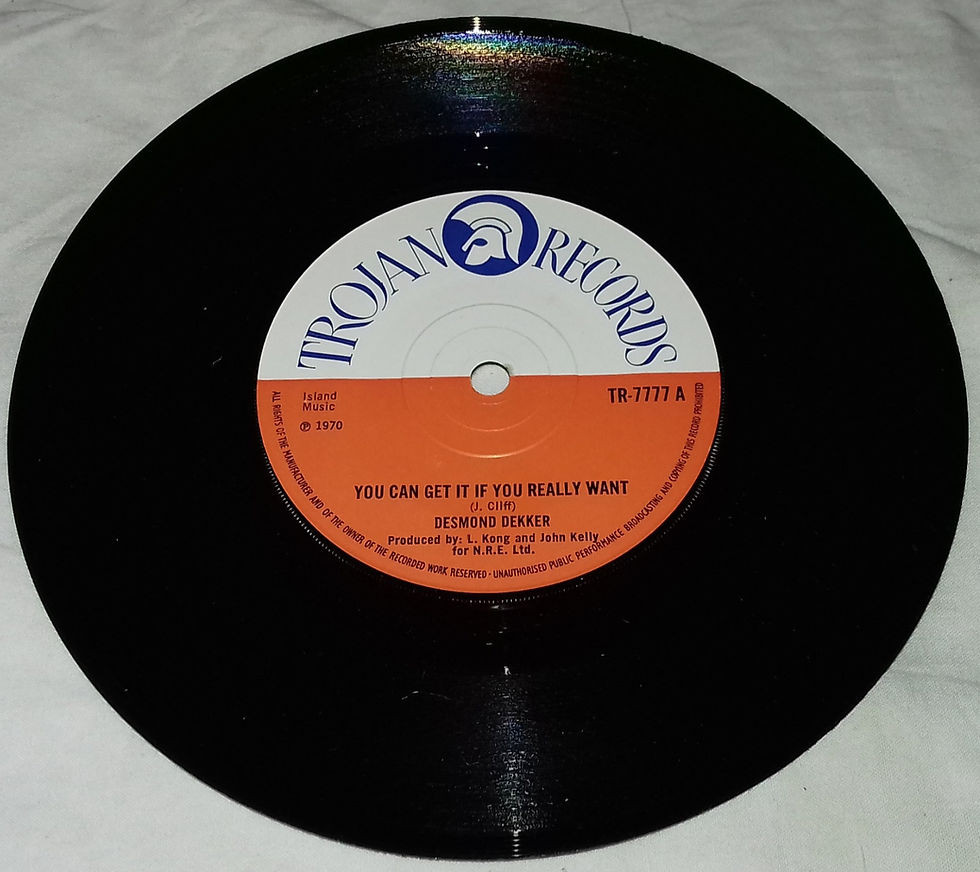 TROJAN RECORDS
Island
Music
℗ 1970
TR-7777 A
YOU CAN GET IT IF YOU REALLY WANT
(J. Cliff)
DESMOND DEKKER
Produced by: L. Kong and John Kelly
for N.R.E. Ltd.
ALL RIGHTS OF THE MANUFACTURER AND OF THE OWNER OF THE RECORDED WORK RESERVED · UNAUTHORISED PUBLIC PERFORMANCE BROADCASTING AND COPYING OF THIS RECORD PROHIBITED